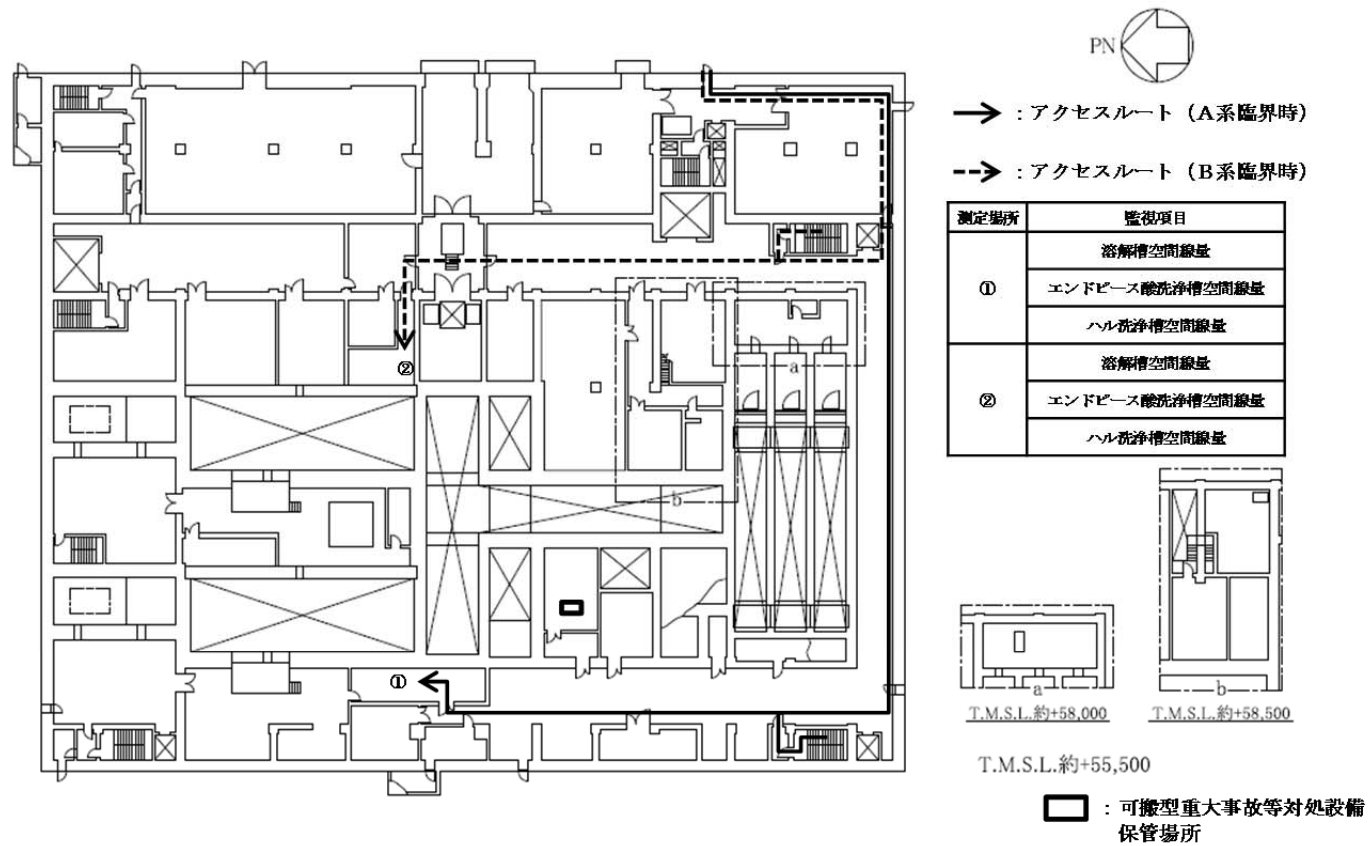 PN
：アクセスルート（A系臨界時）
：アクセスルート（B系臨界時）
測定場所 監視項目
①
溶解槽空間線量
エンドピース酸洗浄槽空間線量
ハル洗浄槽空間線量
②
溶解槽空間線量
エンドピース酸洗浄槽空間線量
ハル洗浄槽空間線量
②
a
b
①
a
T.M.S.L.約+58,000
b
T.M.S.L.約+58,500
T.M.S.L.約+55,500
：可搬型重大事故等対処設備
保管場所